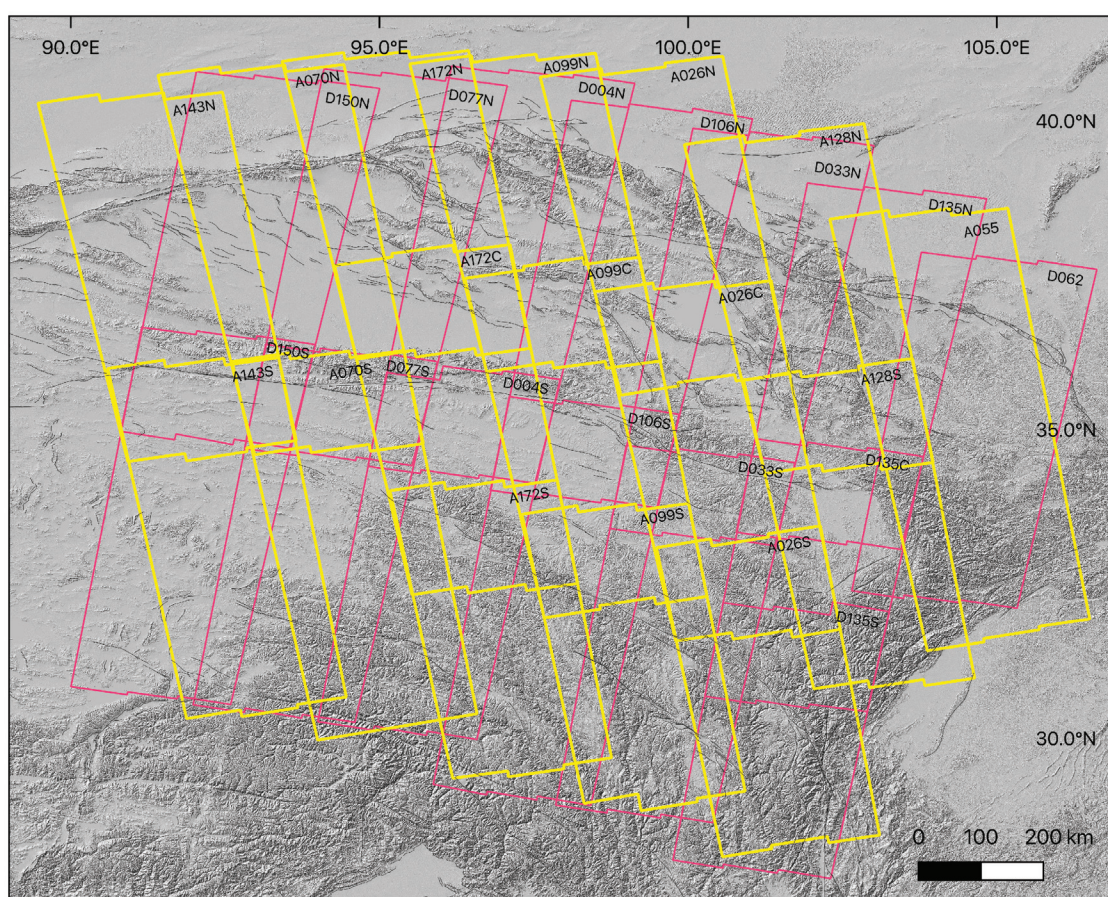 90.0°E
95.0°E
100.0°E
105.0°E
A143N
A070N
D150N
A172N
D077N
A099N
D004N
A026N
D106N
A128N
D033N
40.0°N
D135N
A055
A172C
A099C
A026C
D062
D150S
A143S
A070S
D077S
D004S
A128S
D106S
35.0°N
D033S
D135C
A172S
A099S
A026S
D135S
30.0°N
0 100 200 km